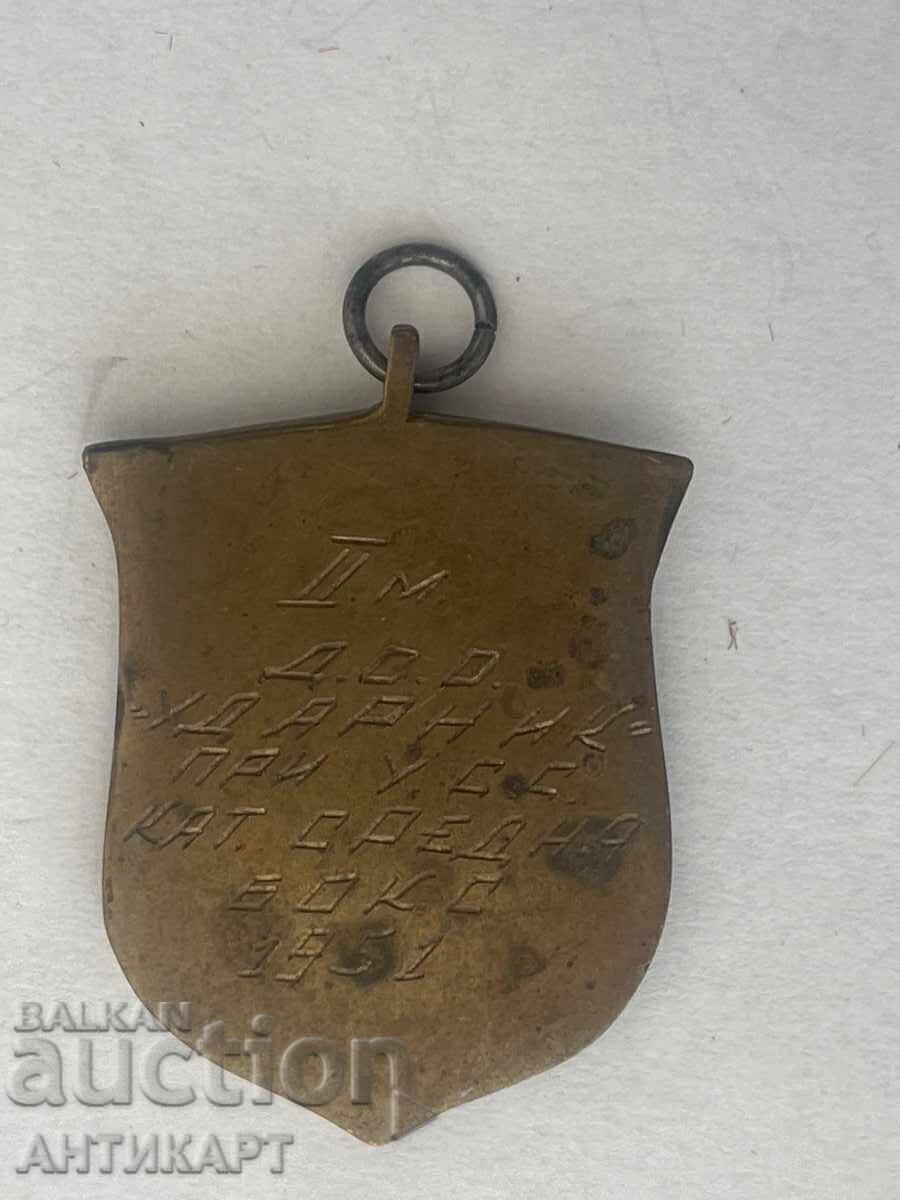 II м.
Д.О.О.
"УДАРНИК"
ПРИ У.С.С.
КАТ. СРЕДНА
БОКС
1951
BALKAN
auction
АНТИКАРТ